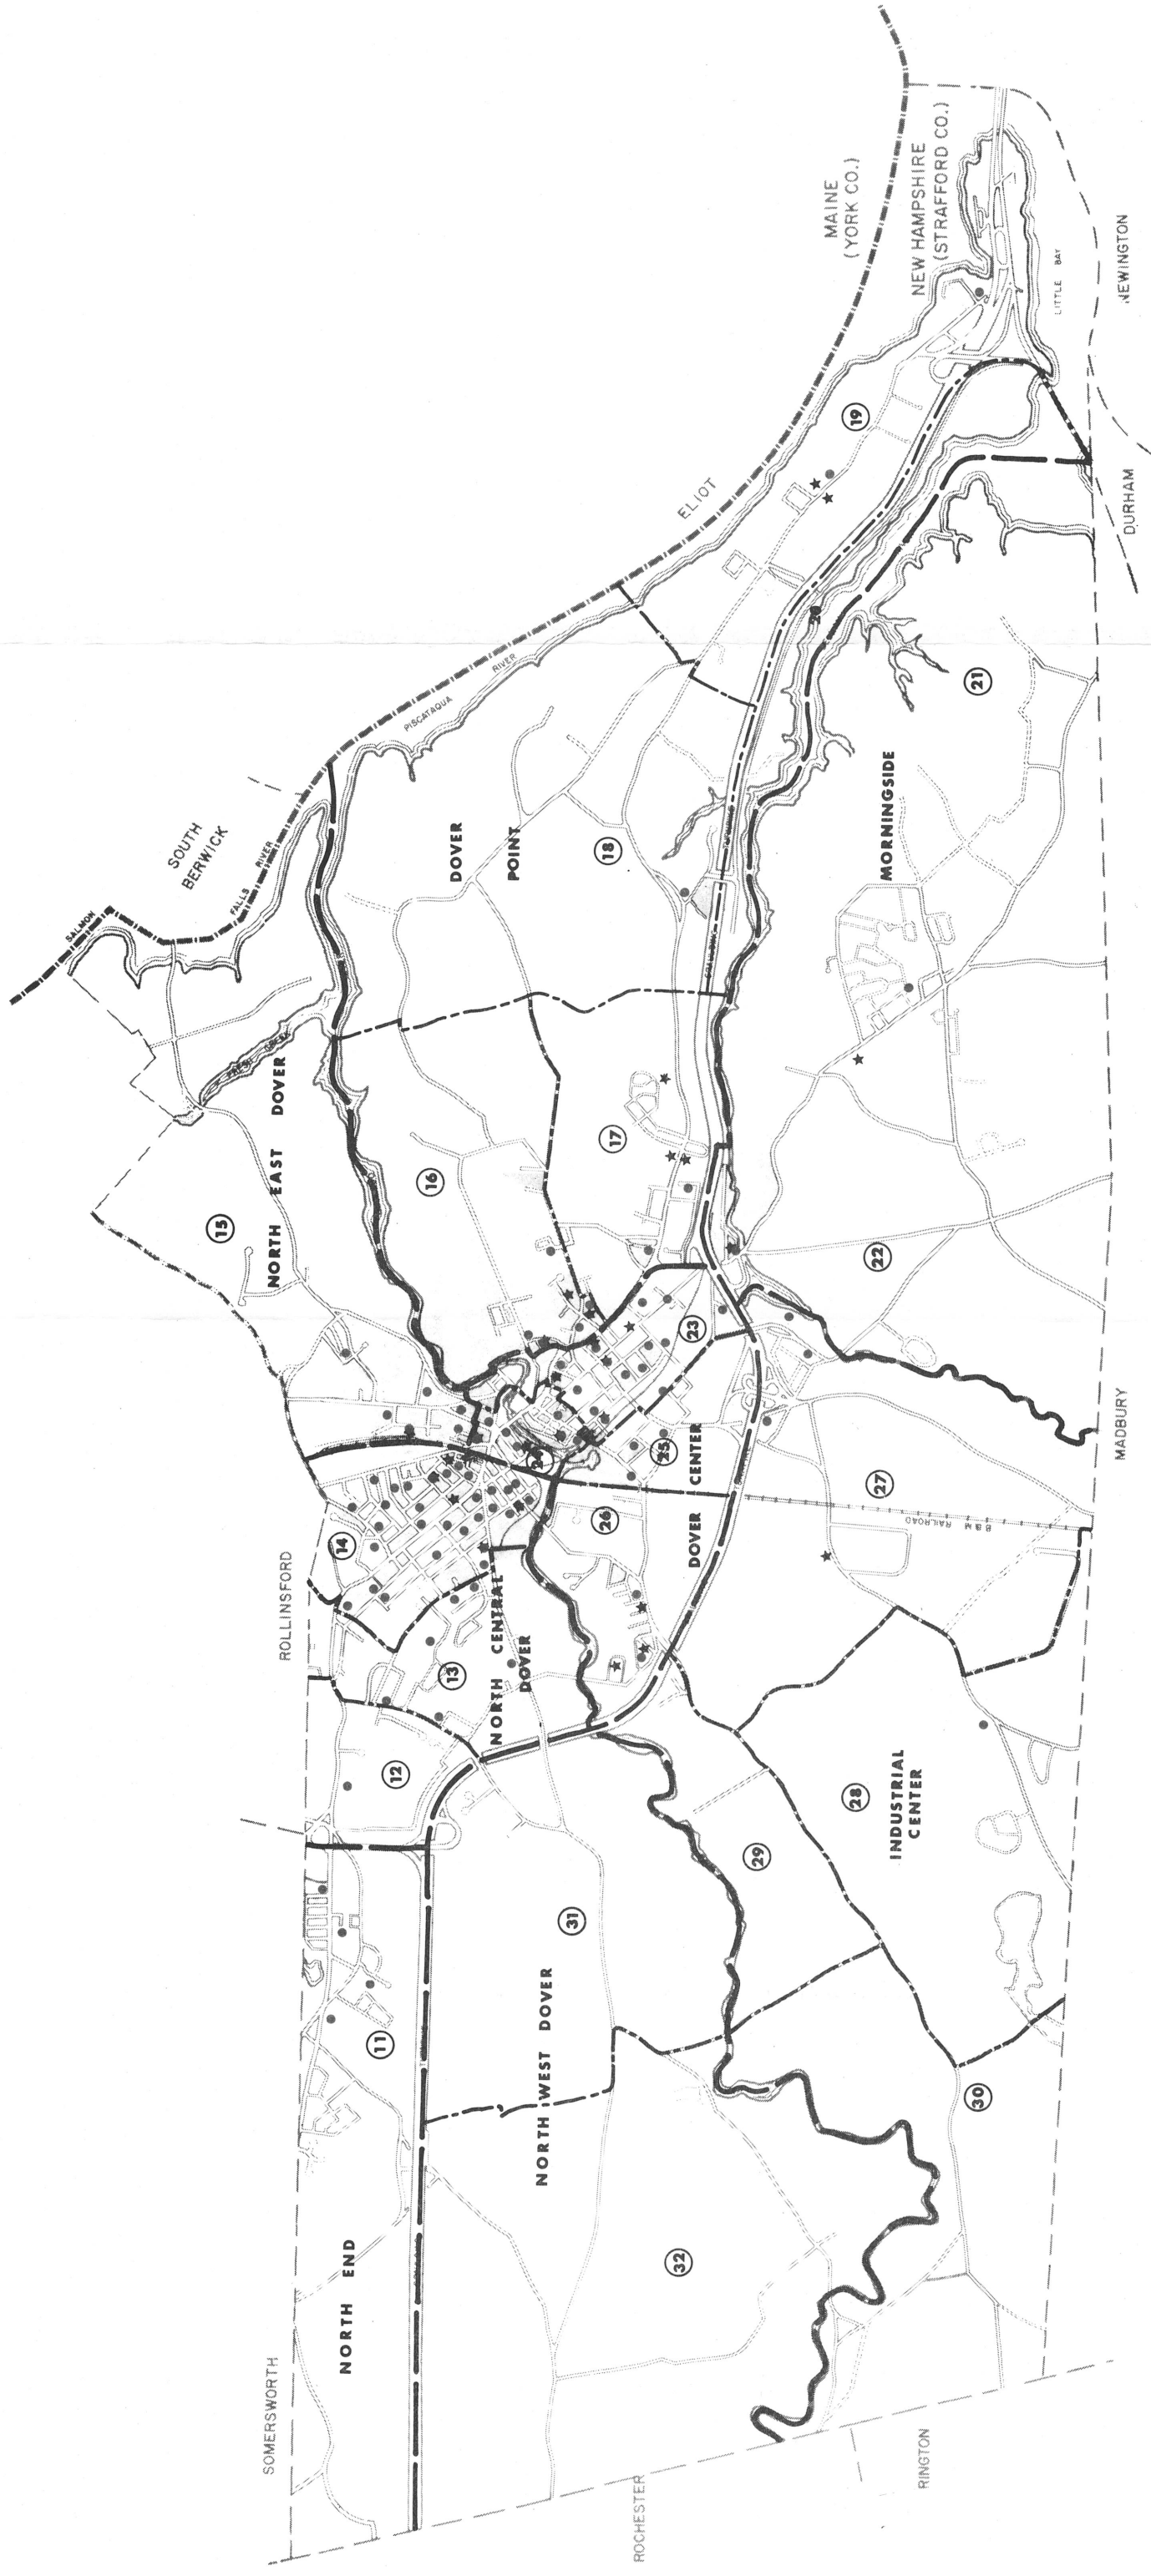 MAINE
(YORK CO.)
NEW HAMPSHIRE
(STRAFFORD CO.)
LITTLE BAY
NEWINGTON
19
ELIOT
DURHAM
20
RIVER
PISCATAQUA
21
MORNINGSIDE
SOUTH
BERWICK
DOVER
POINT
18
SALMON
FALLS
RIVER
CREEK
NORTH EAST DOVER
15
16
17
22
23
MADBURY
24
25
DOVER CENTER
26
27
B & M
RAILROAD
ROLLINSFORD
14
13
NORTH CENTRAL
DOVER
12
28
INDUSTRIAL
CENTER
29
31
11
NORTH WEST DOVER
30
32
NORTH END
SOMERSWORTH
ROCHESTER
RINGTON